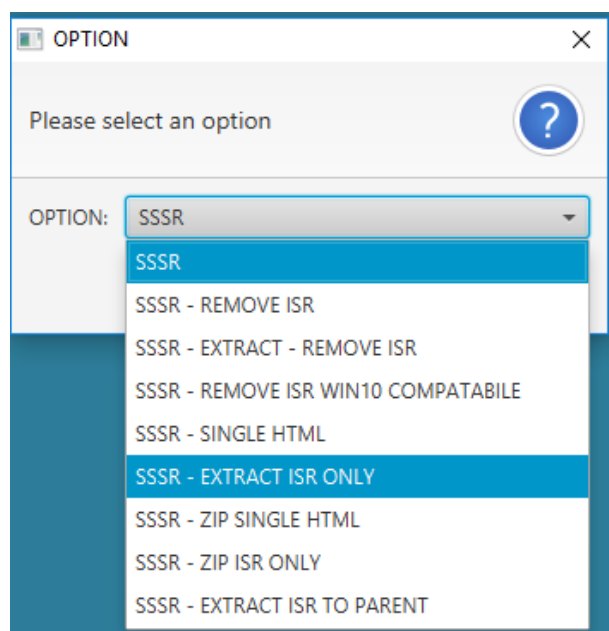 OPTION
Please select an option
?
OPTION: SSSR
SSSR
SSSR - REMOVE ISR
SSSR - EXTRACT - REMOVE ISR
SSSR - REMOVE ISR WIN10 COMPATABILE
SSSR - SINGLE HTML
SSSR - EXTRACT ISR ONLY
SSSR - ZIP SINGLE HTML
SSSR - ZIP ISR ONLY
SSSR - EXTRACT ISR TO PARENT